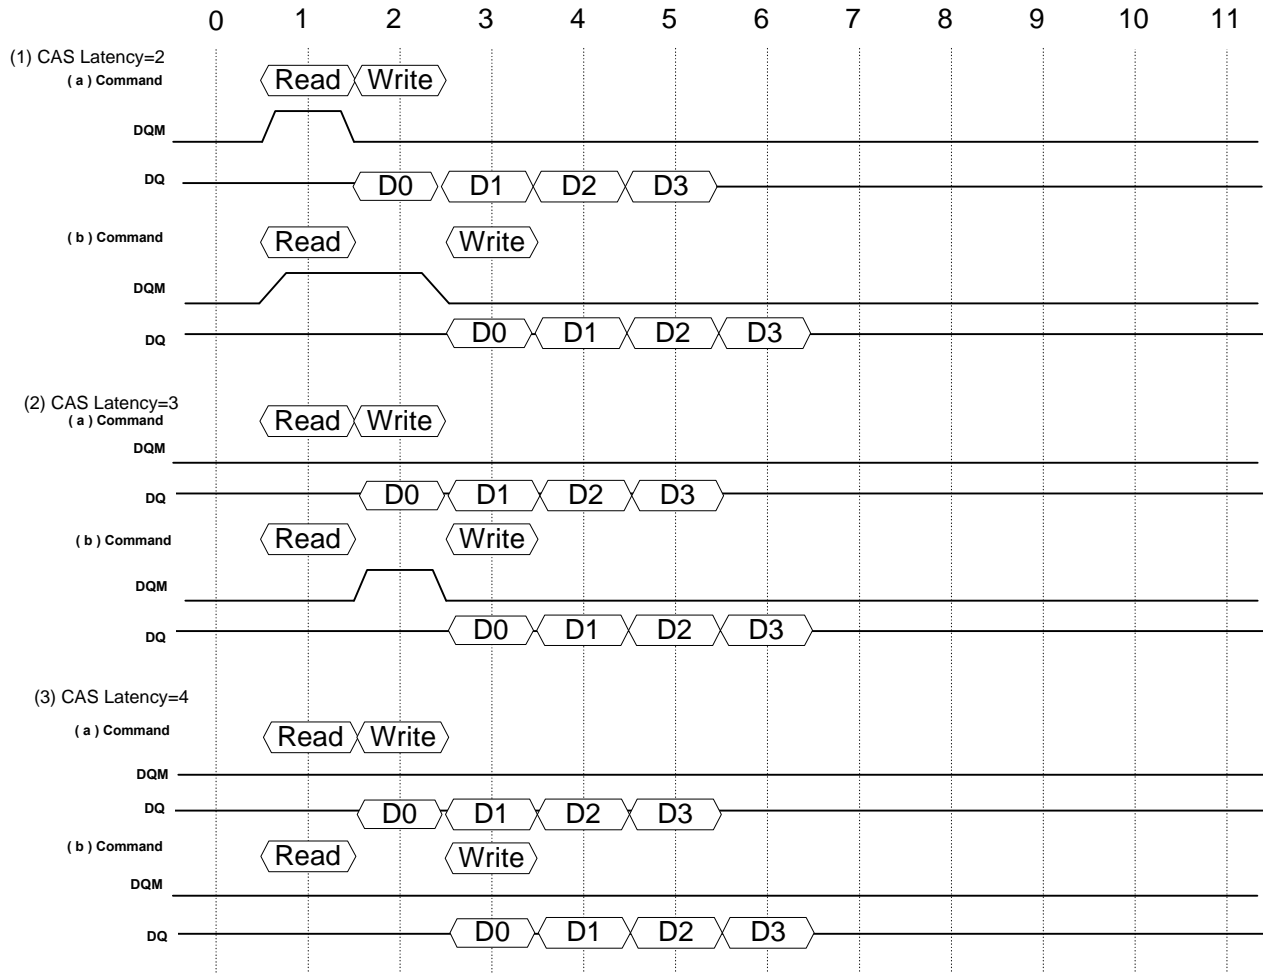 0 1 2 3 4 5 6 7 8 9 10 11
(1) CAS Latency=2
( a ) Command Read Write
DQM
DQ D0 D1 D2 D3
( b ) Command Read Write
DQM
DQ D0 D1 D2 D3
(2) CAS Latency=3
( a ) Command Read Write
DQM
DQ D0 D1 D2 D3
( b ) Command Read Write
DQM
DQ D0 D1 D2 D3
(3) CAS Latency=4
( a ) Command Read Write
DQM
DQ D0 D1 D2 D3
( b ) Command Read Write
DQM
DQ D0 D1 D2 D3